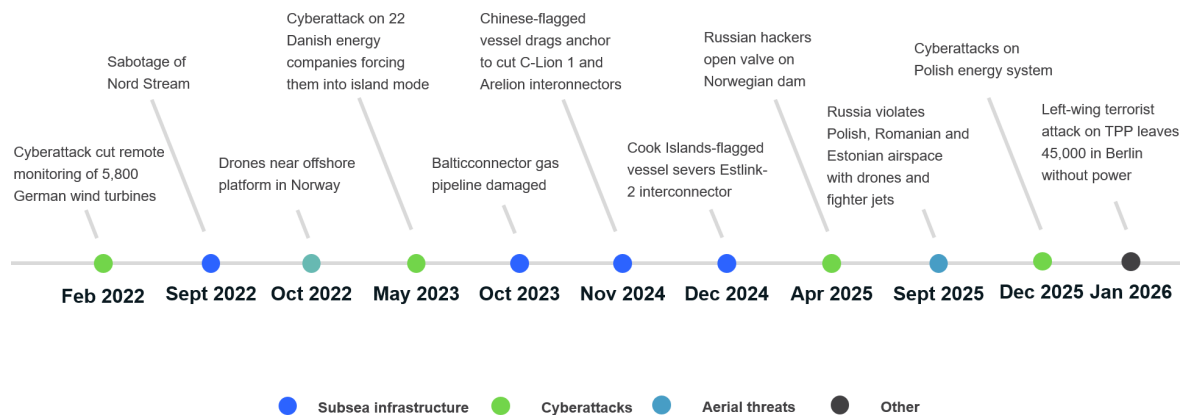 Cyberattack cut remote
monitoring of 5,800
German wind turbines
Sabotage of
Nord Stream
Drones near offshore
platform in Norway
Cyberattack on 22
Danish energy
companies forcing
them into island mode
Balticconnector gas
pipeline damaged
Chinese-flagged
vessel drags anchor
to cut C-Lion 1 and
Arelion interonnectors
Cook Islands-flagged
vessel severs Estlink-
2 interconnector
Russian hackers
open valve on
Norwegian dam
Russia violates
Polish, Romanian and
Estonian airspace
with drones and
fighter jets
Cyberattacks on
Polish energy system
Left-wing terrorist
attack on TPP leaves
45,000 in Berlin
without power
Feb 2022
Sept 2022
Oct 2022
May 2023
Oct 2023
Nov 2024
Dec 2024
Apr 2025
Sept 2025
Dec 2025
Jan 2026
Subsea infrastructure
Cyberattacks
Aerial threats
Other